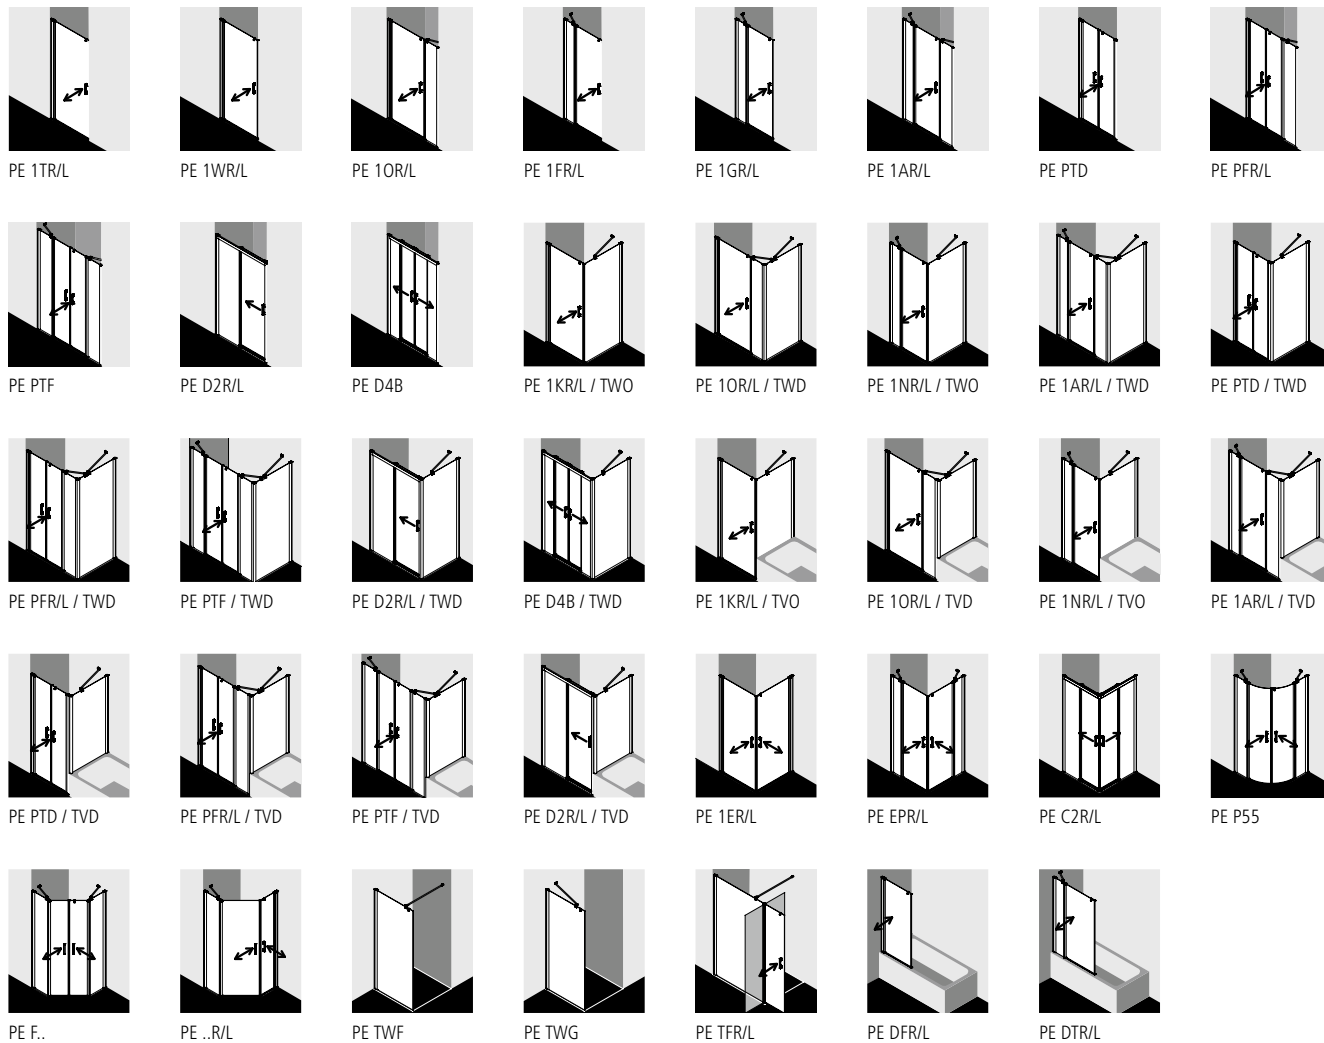 PE 1TR/L PE 1WR/L PE 1OR/L PE 1FR/L PE 1GR/L PE 1AR/L PE PTD PE PFR/L
PE PTF PE D2R/L PE D4B PE 1KR/L / TWO PE 1OR/L / TWD PE 1NR/L / TWO PE 1AR/L / TWD PE PTD / TWD
PE PFR/L / TWD PE PTF / TWD PE D2R/L / TWD PE D4B / TWD PE 1KR/L / TVO PE 1OR/L / TVD PE 1NR/L / TVO PE 1AR/L / TVD
PE PTD / TVD PE PFR/L / TVD PE PTF / TVD PE D2R/L / TVD PE 1ER/L PE EPR/L PE C2R/L PE P55
PE F.. PE ..R/L PE TWF PE TWG PE TFR/L PE DFR/L PE DTR/L